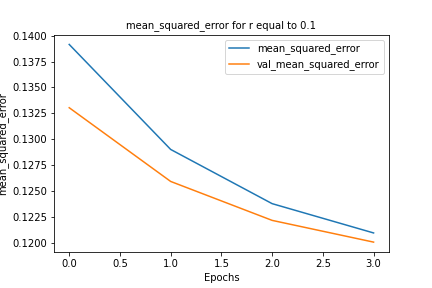 mean_squared_error for r equal to 0.1
mean_squared_error
val_mean_squared_error
mean_squared_error
0.1400
0.1375
0.1350
0.1325
0.1300
0.1275
0.1250
0.1225
0.1200
0.0 0.5 1.0 1.5 2.0 2.5 3.0
Epochs